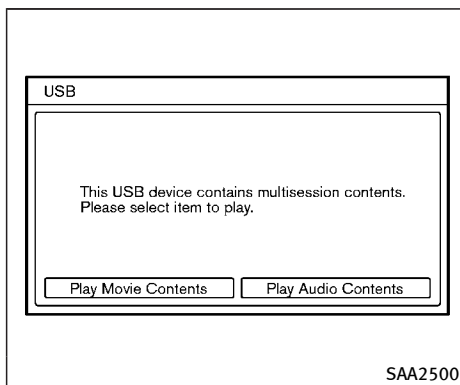 USB
This USB device contains multisession contents.
Please select item to play.
Play Movie Contents
Play Audio Contents
SAA2500